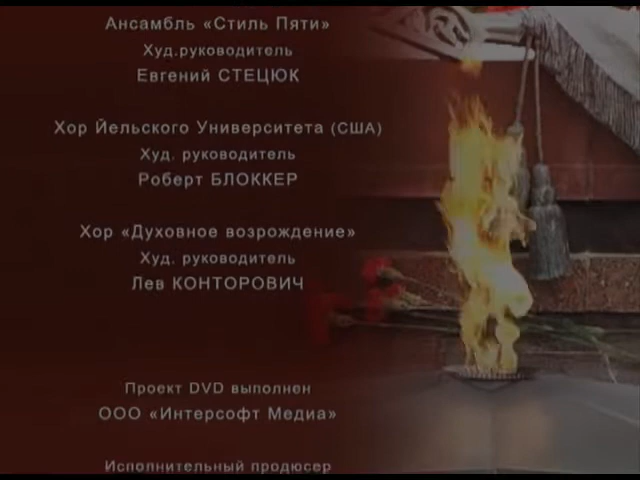 Ансамбль «Стиль Пяти»
Худ.руководитель
Евгений СТЕЦЮК
Хор Йельского Университета (США)
Худ. руководитель
Роберт БЛОККЕР
Хор «Духовное возрождение»
Худ. руководитель
Лев КОНТОРОВИЧ
Проект DVD выполнен
ООО «Интерсофт Медиа»
Исполнительный продюсер